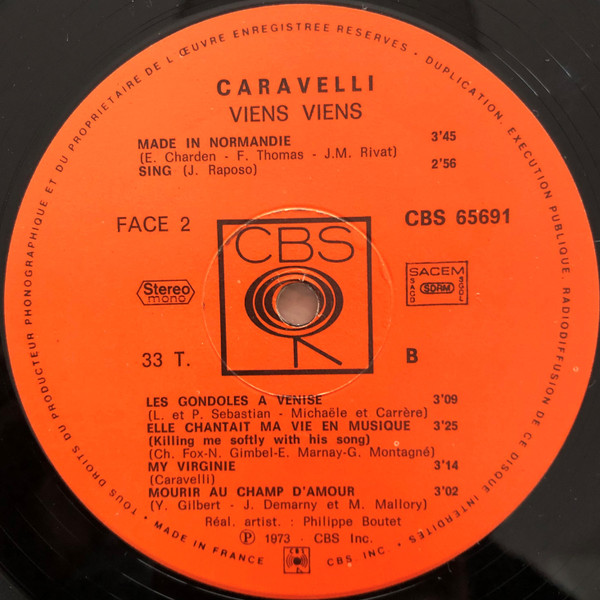 TOUS DROITS DU PRODUCTEUR PHONOGRAPHIQUE ET DU PROPRIETAIRE DE L'ŒUVRE ENREGISTREE RESERVES - DUPLICATION, EXECUTION PUBLIQUE, RADIODIFFUSION DE CE DISQUE INTERDITES
CARAVELLI
VIENS VIENS
MADE IN NORMANDIE 3'45
(E. Charden - F. Thomas - J.M. Rivat)
SING (J. Raposo) 2'56
FACE 2
CBS 65691
CBS
Stereo
mono
SACEM
SACD
SDRM
SGDL
33 T.
B
LES GONDOLES A VENISE 3'09
(L. et P. Sebastian - Michaële et Carrère)
ELLE CHANTAIT MA VIE EN MUSIQUE 3'25
(Killing me softly with his song)
(Ch. Fox-N. Gimbel-E. Marnay-G. Montagné)
MY VIRGINIE 3'14
(Caravelli)
MOURIR AU CHAMP D'AMOUR 3'02
(Y. Gilbert - J. Demarny et M. Mallory)
Réal. artist. : Philippe Boutet
℗ 1973 - CBS Inc.
• MADE IN FRANCE
CBS
CBS INC. •